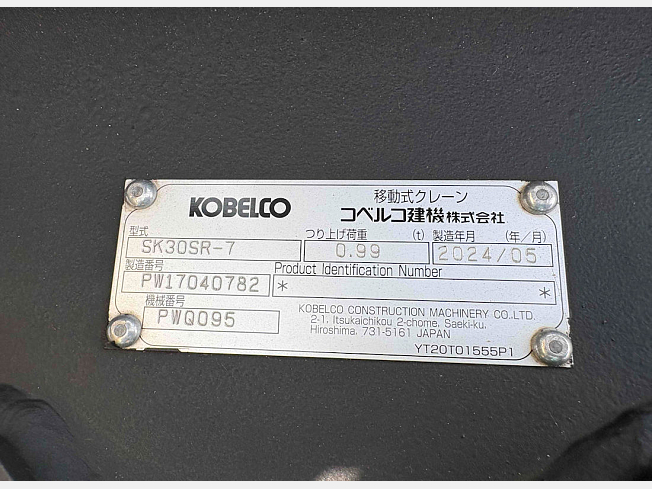 KOBELCO
移動式クレーン
コベルコ建機株式会社
型式
つり上げ荷重 (t)
製造年月 (年/月)
SK30SR-7
0.99
2024/05
製造番号
Product Identification Number
PW17040782
* *
機械番号
PWQ095
KOBELCO CONSTRUCTION MACHINERY CO.,LTD.
2-1, Itsukaichikou 2-chome, Saeki-ku,
Hiroshima, 731-5161 JAPAN
YT20T01555P1